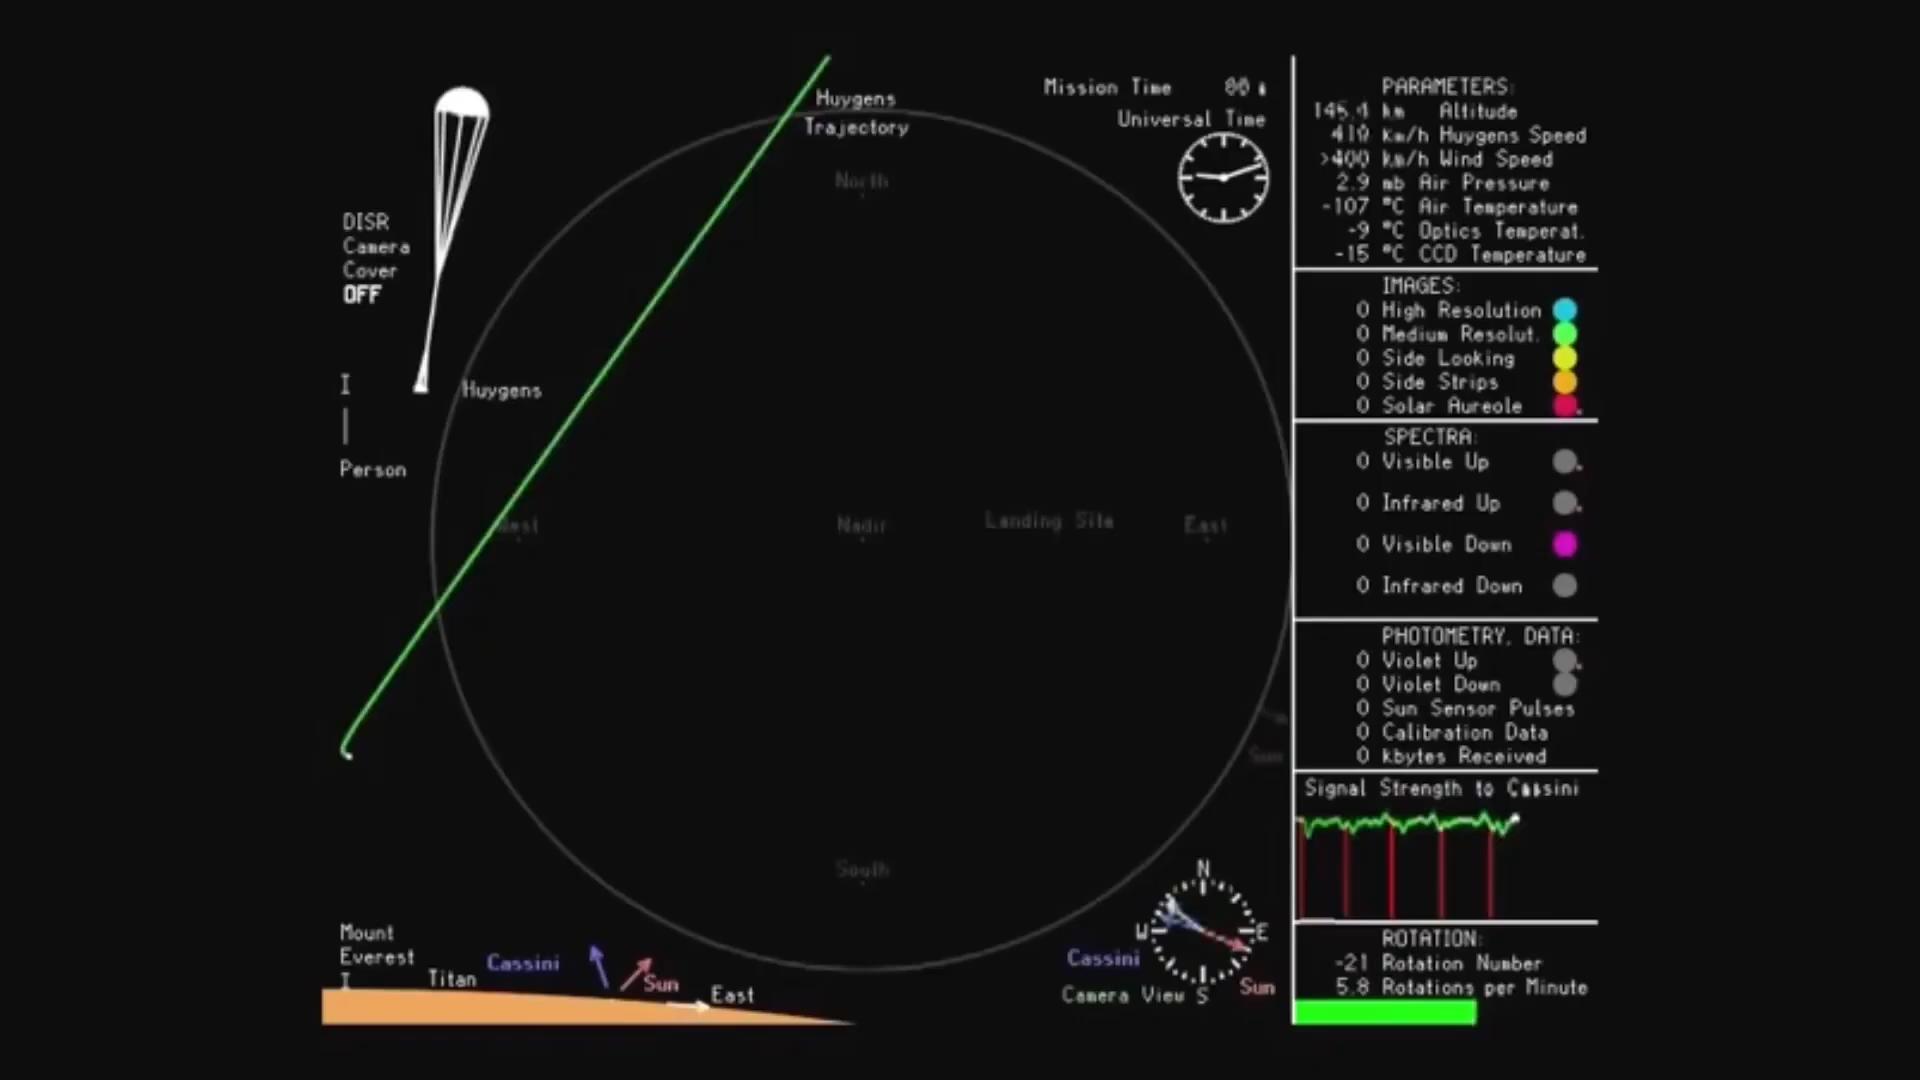 Huygens
Trajectory
Mission Time
Universal Time
North
DISR
Camera
Cover
OFF
I
Huygens
Person
West
Nadir
Landing Site
East
South
Sun
Mount
Everest
I
Titan
Cassini
Sun
East
N
W
E
S
Cassini
Camera View
Sun
PARAMETERS:
145.4 km Altitude
410 km/h Huygens Speed
>400 km/h Wind Speed
2.9 mb Air Pressure
-107 °C Air Temperature
-9 °C Optics Temperat.
-15 °C CCD Temperature
IMAGES:
0 High Resolution
0 Medium Resolut.
0 Side Looking
0 Side Strips
0 Solar Aureole
SPECTRA:
0 Visible Up
0 Infrared Up
0 Visible Down
0 Infrared Down
PHOTOMETRY, DATA:
0 Violet Up
0 Violet Down
0 Sun Sensor Pulses
0 Calibration Data
0 kbytes Received
Signal Strength to Cassini
ROTATION:
-21 Rotation Number
5.8 Rotations per Minute